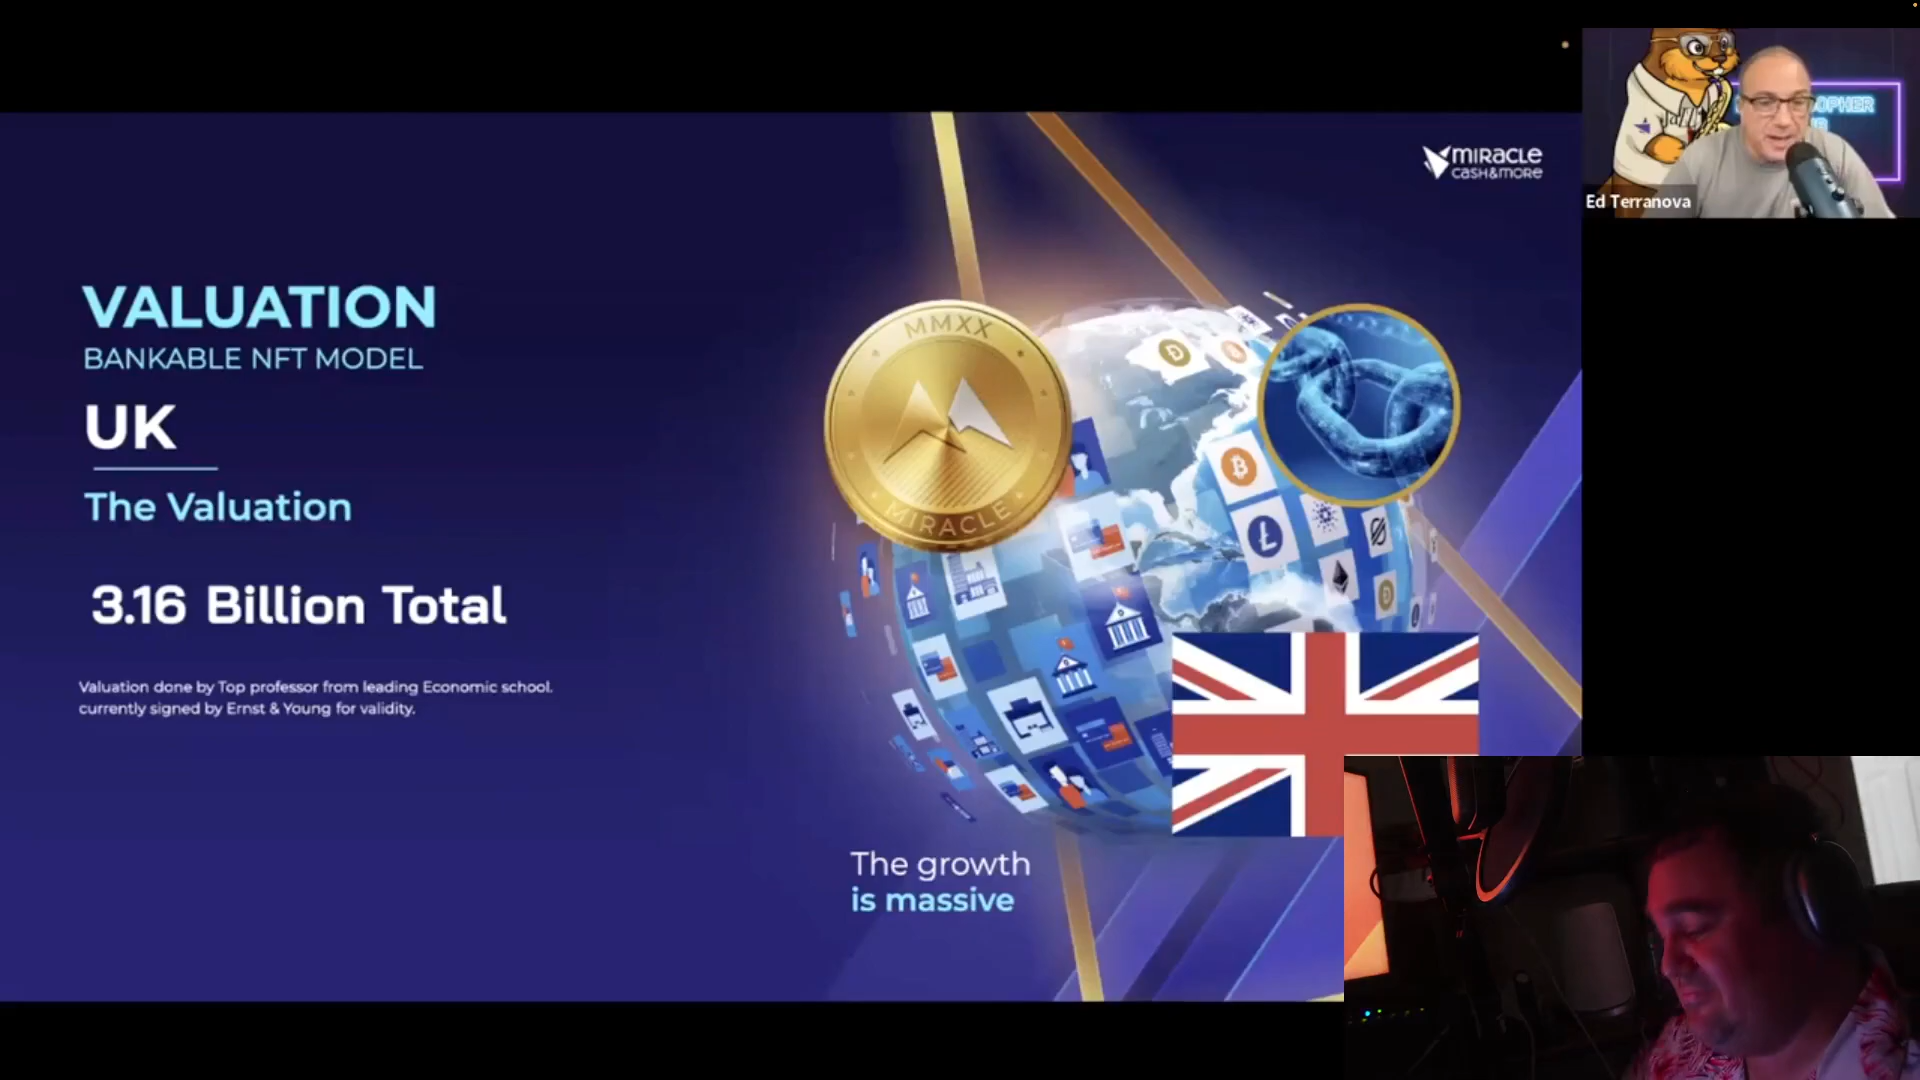 VALUATION
BANKABLE NFT MODEL
UK
The Valuation
3.16 Billion Total
Valuation done by Top professor from leading Economic school.
currently signed by Ernst & Young for validity.
MIRACLE
CASH&MORE
MMXX
MIRACLE
The growth
is massive
Jazz
OPHER
Ed Terranova